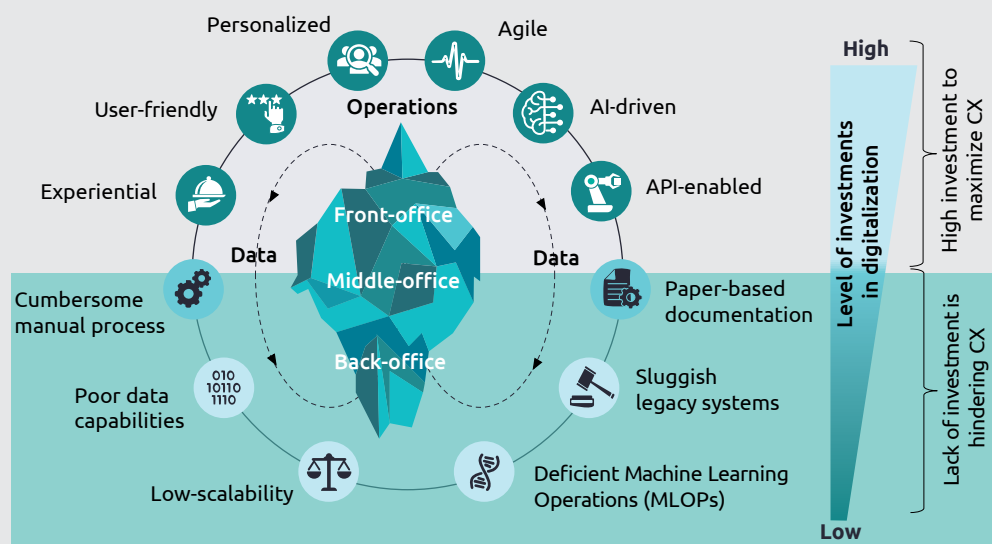 Personalized
Agile
High
User-friendly
Operations
AI-driven
Experiential
API-enabled
Front-office
Data
Data
Middle-office
Cumbersome
manual process
Paper-based
documentation
Back-office
010
10110
1110
Poor data
capabilities
Sluggish
legacy systems
Low-scalability
Deficient Machine Learning
Operations (MLOPs)
Level of investments
in digitalization
High investment to
maximize CX
Lack of investment is
hindering CX
Low